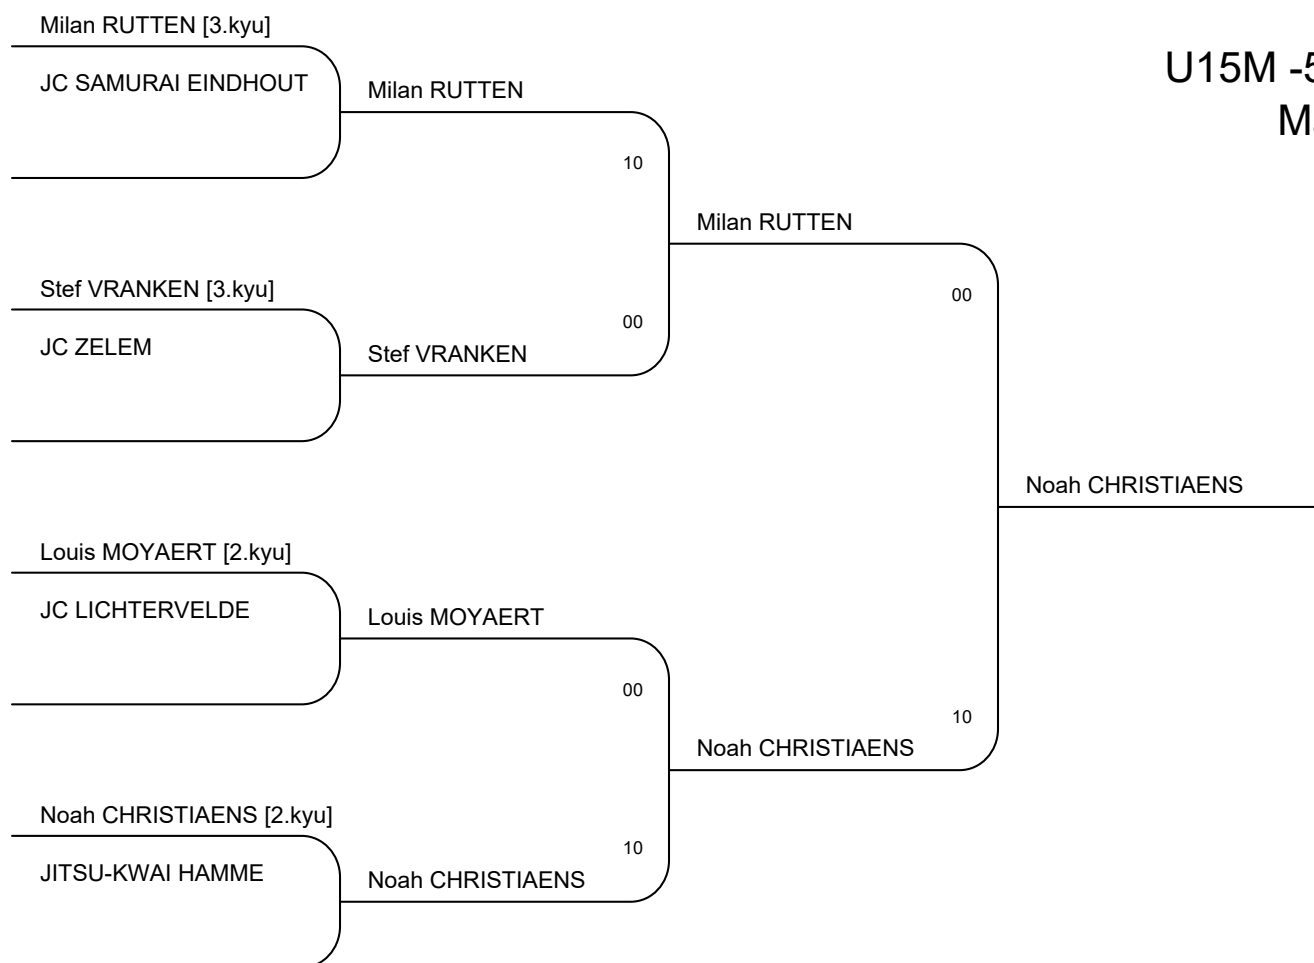 Milan RUTTEN [3.kyu]
JC SAMURAI EINDHOUT
Milan RUTTEN
U15M
10
Milan RUTTEN
Stef VRANKEN [3.kyu]
00
00
JC ZELEM
Stef VRANKEN
Noah CHRISTIAENS
Louis MOYAERT [2.kyu]
JC LICHTERVELDE
Louis MOYAERT
00
10
Noah CHRISTIAENS
Noah CHRISTIAENS [2.kyu]
10
JITSU-KWAI HAMME
Noah CHRISTIAENS